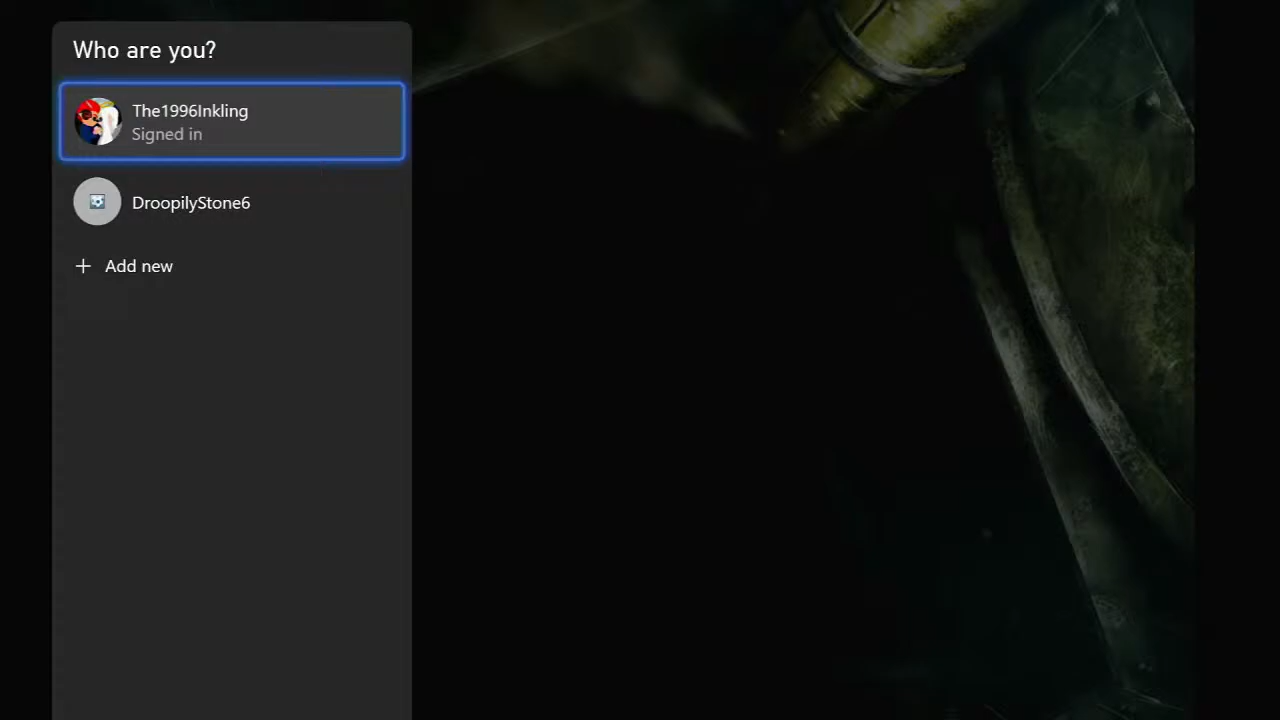 Who are you?
The1996Inkling
Signed in
DroopilyStone6
Add new